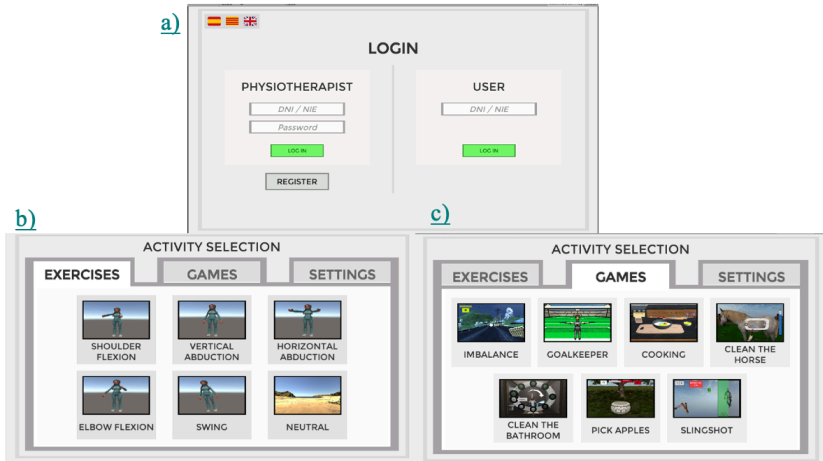 a)
LOGIN
PHYSIOTHERAPIST
DNI / NIE
Password
LOG IN
REGISTER
USER
DNI / NIE
LOG IN
b)
ACTIVITY SELECTION
EXERCISES
GAMES
SETTINGS
SHOULDER
FLEXION
VERTICAL
ABDUCTION
HORIZONTAL
ABDUCTION
ELBOW FLEXION
SWING
NEUTRAL
c)
ACTIVITY SELECTION
EXERCISES
GAMES
SETTINGS
IMBALANCE
GOALKEEPER
COOKING
CLEAN THE
HORSE
CLEAN THE
BATHROOM
PICK APPLES
SLINGSHOT